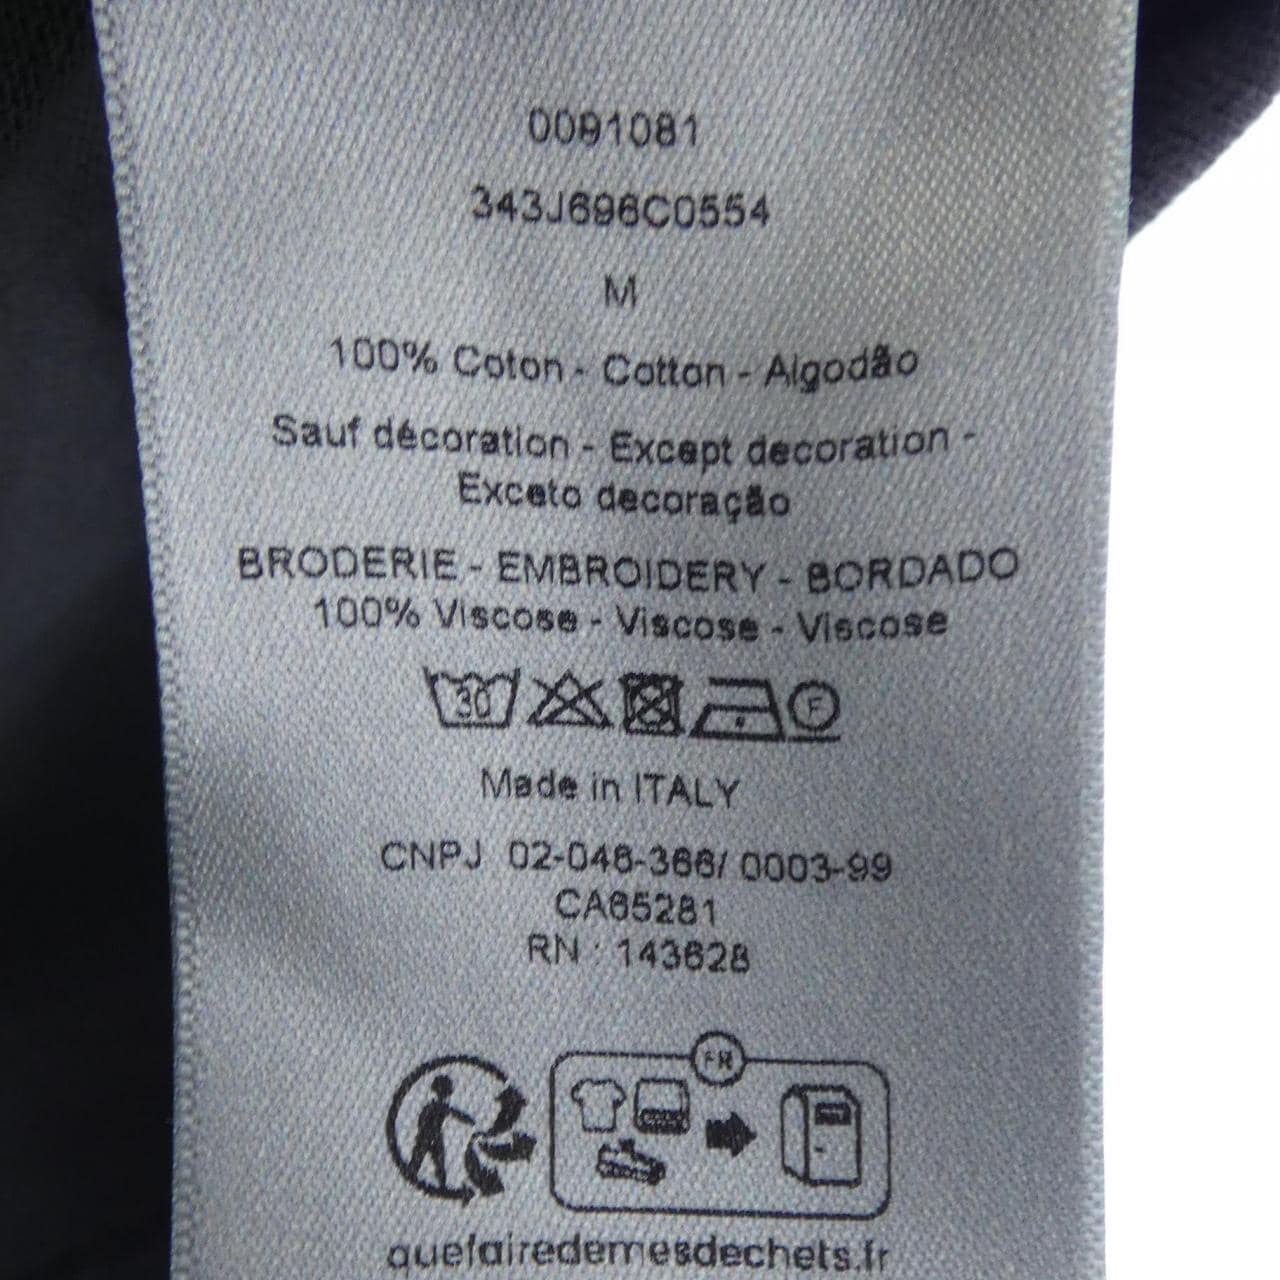 0091081
343J696C0554
M
100% Coton - Cotton - Algodão
Sauf décoration - Except decoration -
Exceto decoração
BRODERIE - EMBROIDERY - BORDADO
100% Viscose - Viscose - Viscose
30
F
Made in ITALY
CNPJ 02-046-366/ 0003-99
CA65281
RN : 143628
FR
quefairedemesdechets.fr